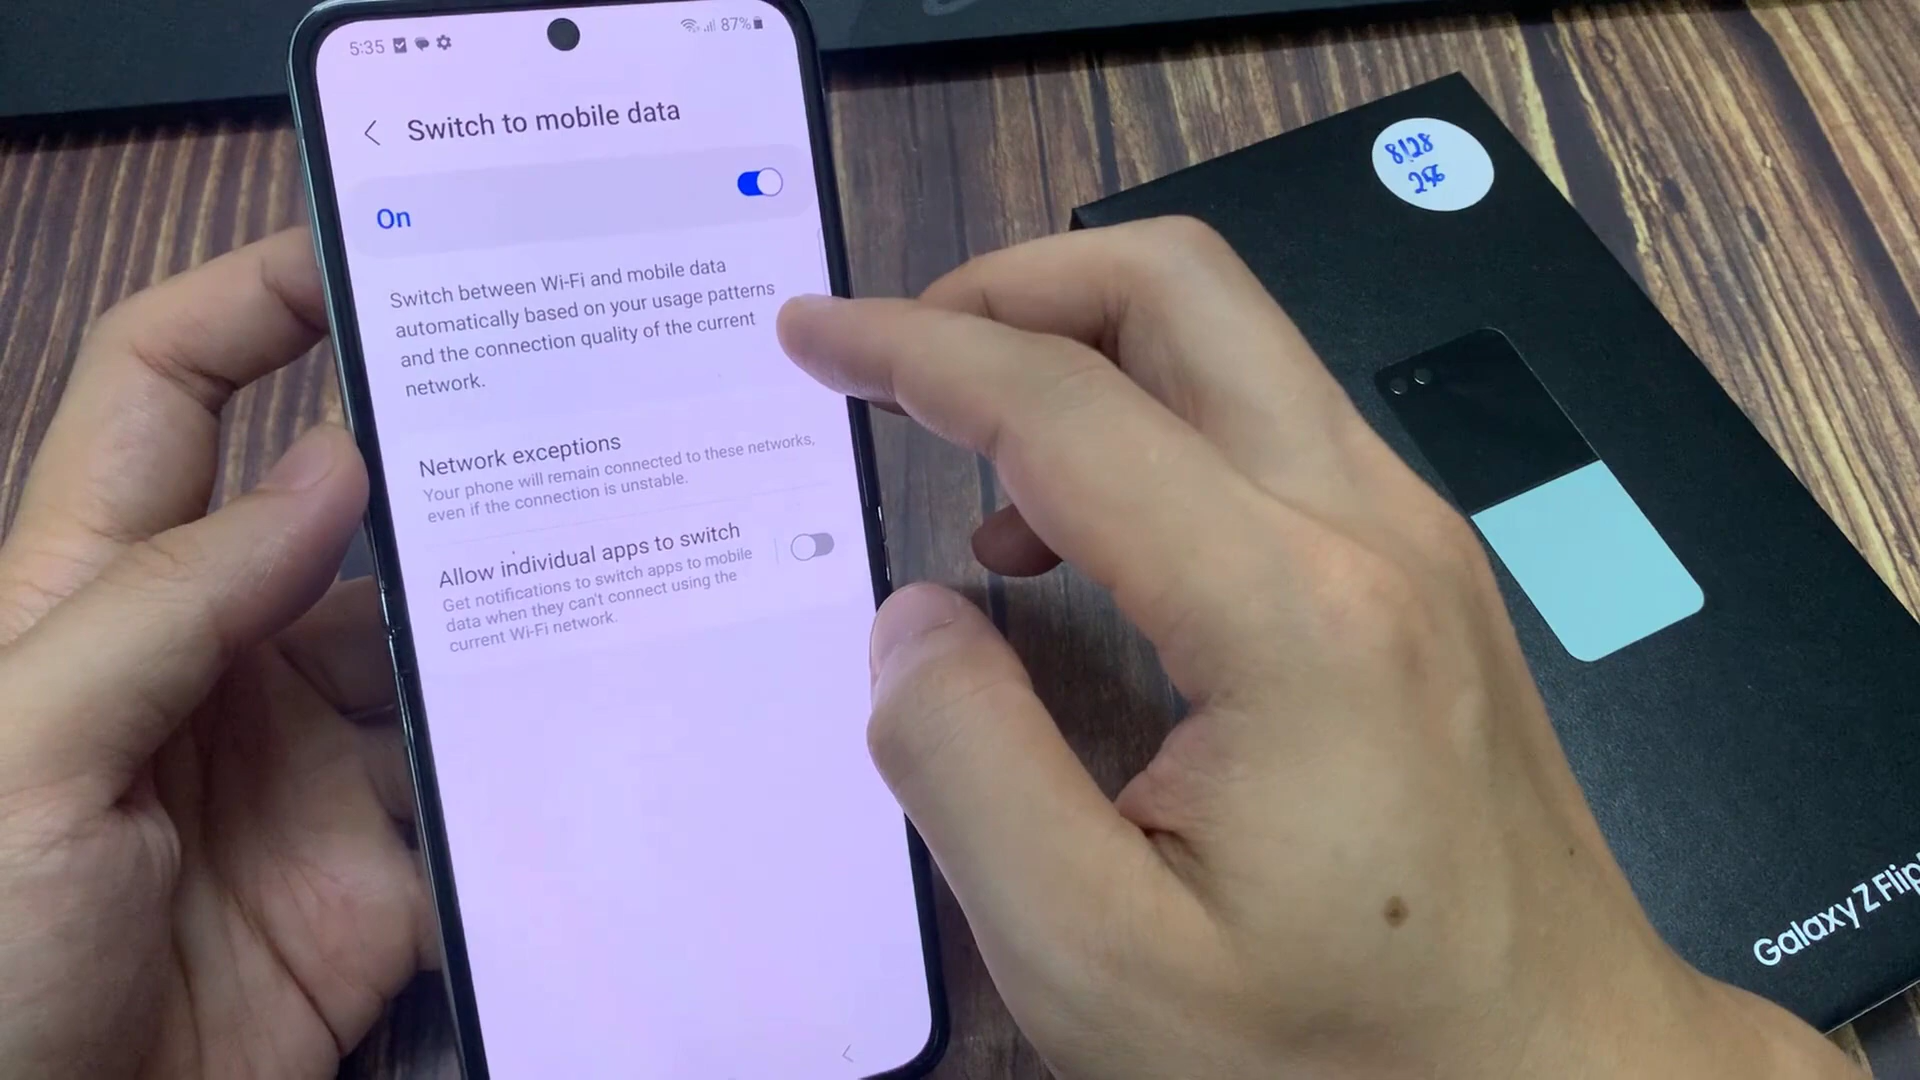 5:35
87%
Switch to mobile data
On
Switch between Wi-Fi and mobile data
automatically based on your usage patterns
and the connection quality of the current
network.
Network exceptions
Your phone will remain connected to these networks,
even if the connection is unstable.
Allow individual apps to switch
Get notifications to switch apps to mobile
data when they can't connect using the
current Wi-Fi network.
8128
256
Galaxy Z Flip